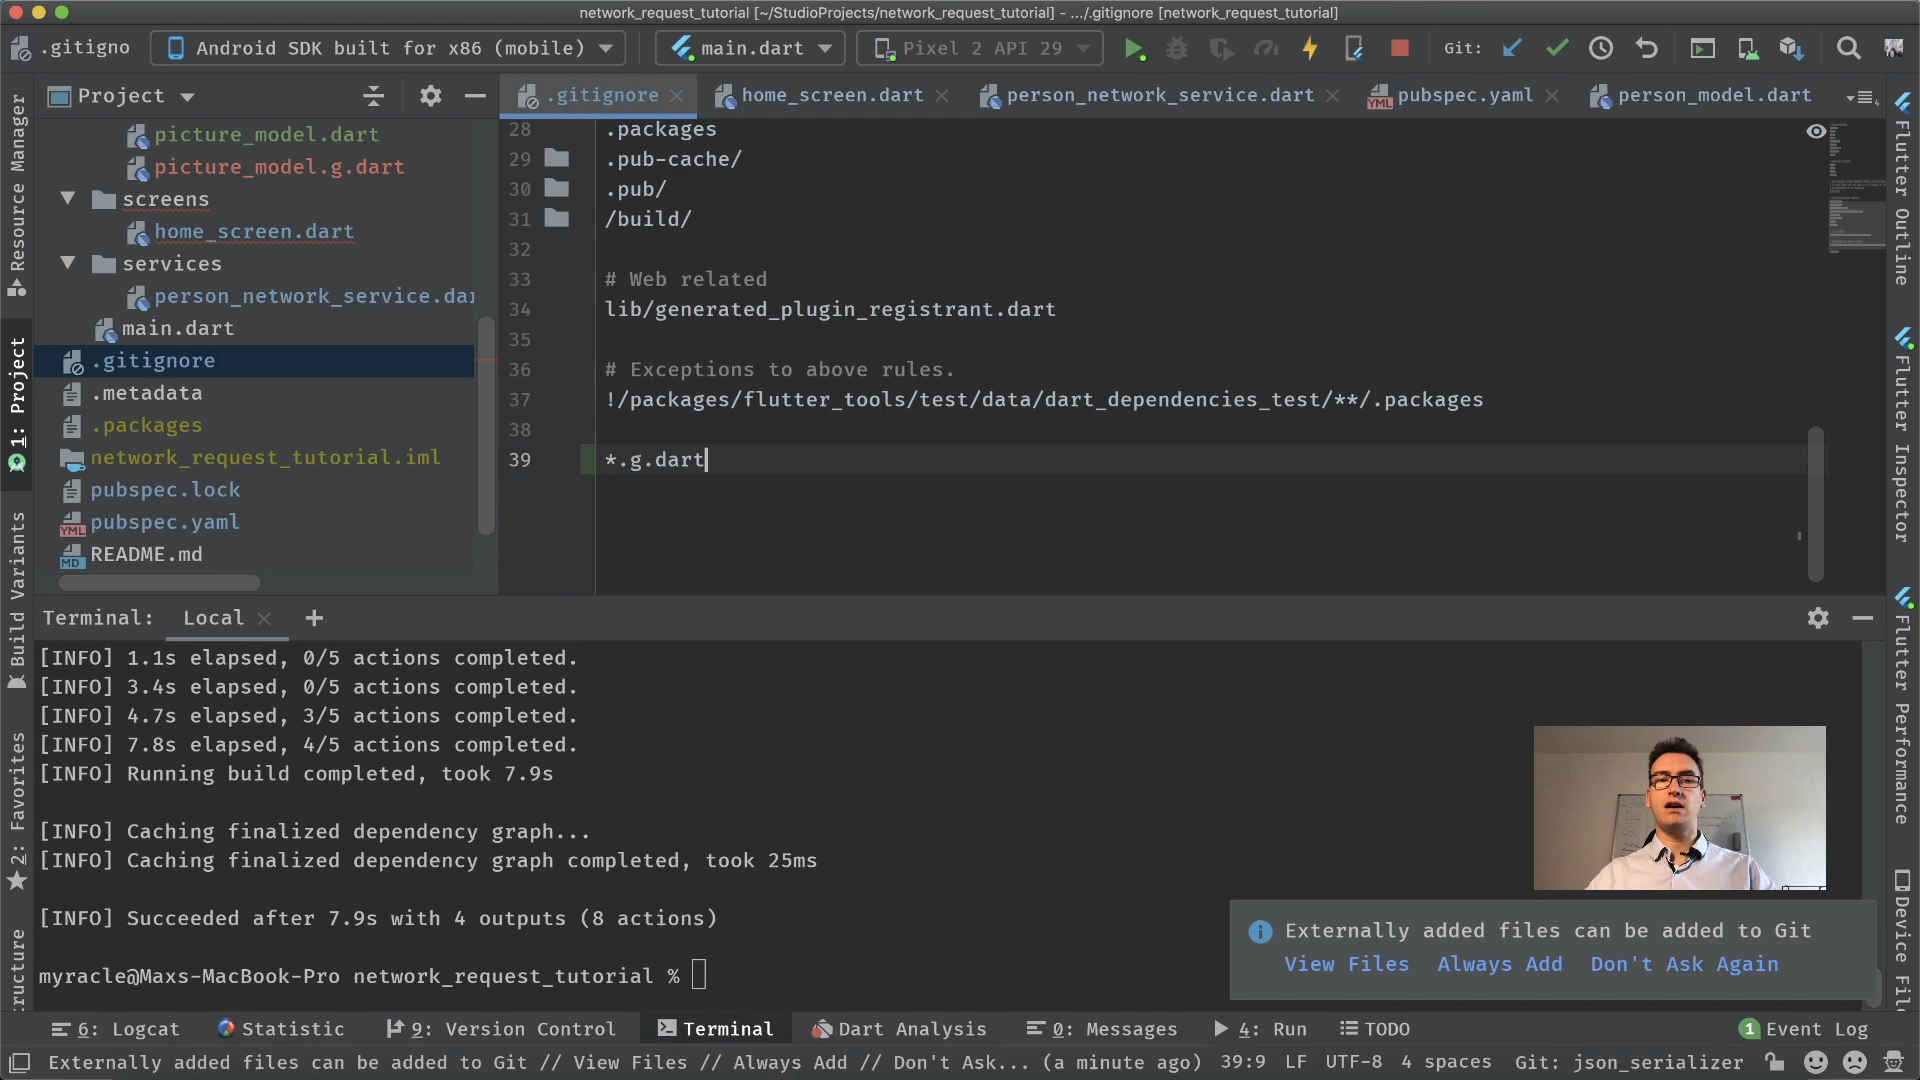 network_request_tutorial [~/StudioProjects/network_request_tutorial] - .../.gitignore [network_request_tutorial]
.gitigno
Android SDK built for x86 (mobile)
main.dart
Pixel 2 API 29
Git:
Project
.gitignore
home_screen.dart
person_network_service.dart
pubspec.yaml
person_model.dart
Resource Manager
1: Project
Build Variants
2: Favorites
picture_model.dart
picture_model.g.dart
screens
home_screen.dart
services
person_network_service.da
main.dart
.gitignore
.metadata
.packages
network_request_tutorial.iml
pubspec.lock
YML
pubspec.yaml
MD
README.md
28 .packages
29 .pub-cache/
30 .pub/
31 /build/
32
33 # Web related
34 lib/generated_plugin_registrant.dart
35
36 # Exceptions to above rules.
37 !/packages/flutter_tools/test/data/dart_dependencies_test/**/.packages
38
39 *.g.dart
Flutter Outline
Flutter Inspector
Flutter Performance
Terminal: Local
[INFO] 1.1s elapsed, 0/5 actions completed.
[INFO] 3.4s elapsed, 0/5 actions completed.
[INFO] 4.7s elapsed, 3/5 actions completed.
[INFO] 7.8s elapsed, 4/5 actions completed.
[INFO] Running build completed, took 7.9s
[INFO] Caching finalized dependency graph...
[INFO] Caching finalized dependency graph completed, took 25ms
[INFO] Succeeded after 7.9s with 4 outputs (8 actions)
myracle@Maxs-MacBook-Pro network_request_tutorial %
Externally added files can be added to Git
View Files Always Add Don't Ask Again
6: Logcat
Statistic
9: Version Control
Terminal
Dart Analysis
0: Messages
4: Run
TODO
1 Event Log
Externally added files can be added to Git // View Files // Always Add // Don't Ask... (a minute ago)
39:9 LF UTF-8 4 spaces Git: json_serializer